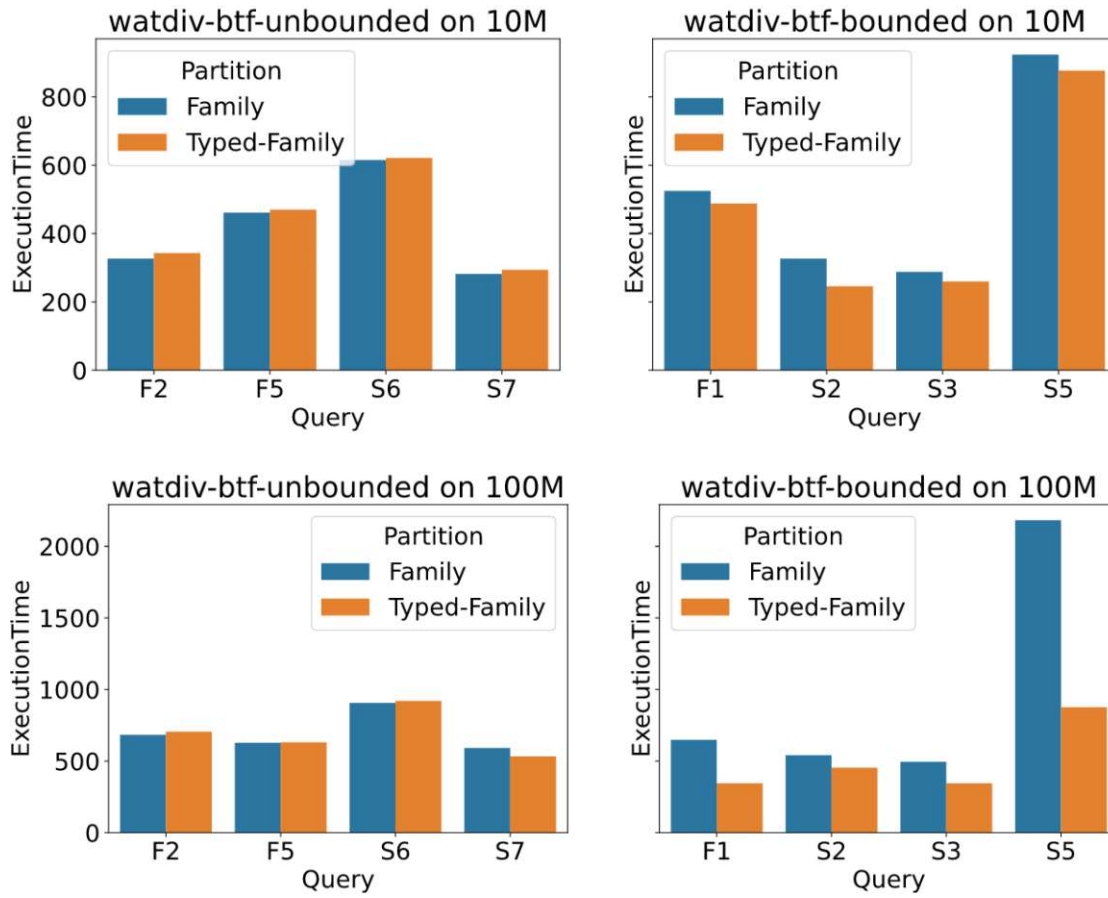 watdiv-btf-unbounded on 10M
Partition
Family
Typed-Family
ExecutionTime
800
600
400
200
0
F2 F5 S6 S7
Query
watdiv-btf-bounded on 10M
Partition
Family
Typed-Family
ExecutionTime
F1 S2 S3 S5
Query
watdiv-btf-unbounded on 100M
Partition
Family
Typed-Family
ExecutionTime
2000
1500
1000
500
0
F2 F5 S6 S7
Query
watdiv-btf-bounded on 100M
Partition
Family
Typed-Family
ExecutionTime
F1 S2 S3 S5
Query